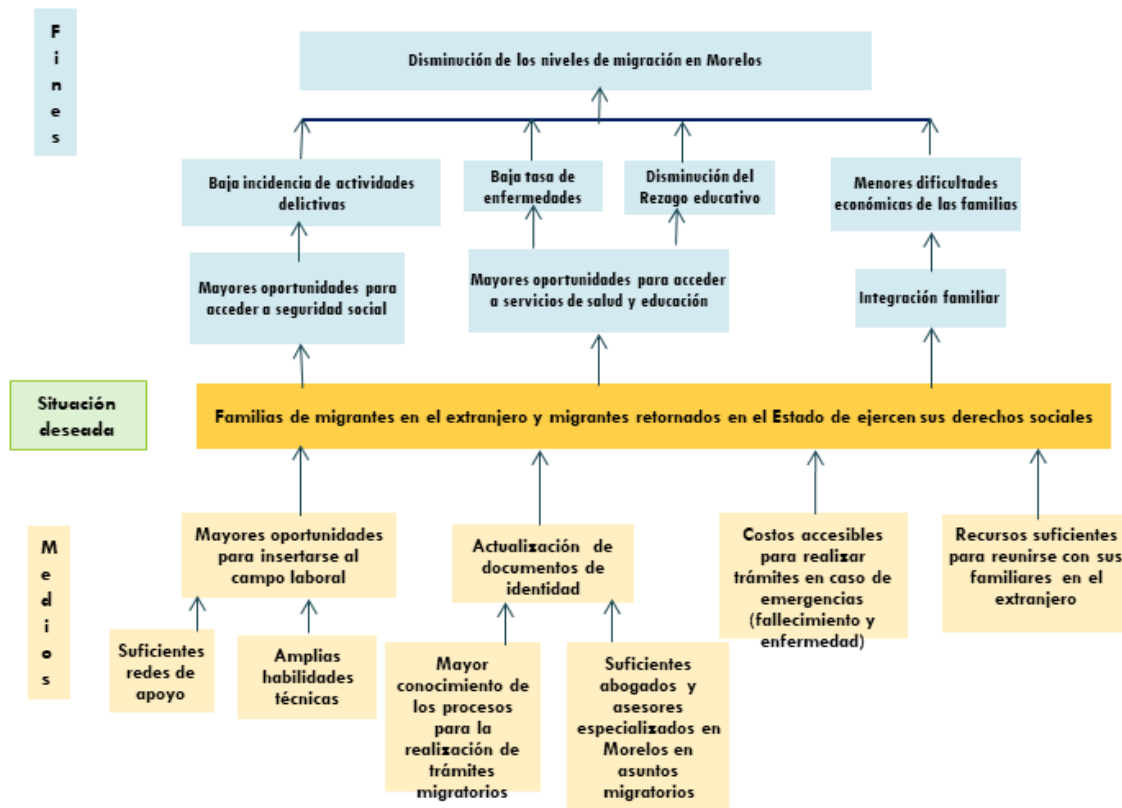 Fines
Disminución de los niveles de migración en Morelos
Baja incidencia de actividades
delictivas
Baja tasa de
enfermedades
Disminución del
Rezago educativo
Menores dificultades
económicas de las familias
Mayores oportunidades para
acceder a seguridad social
Mayores oportunidades para acceder
a servicios de salud y educación
Integración familiar
Situación
deseada
Familias de migrantes en el extranjero y migrantes retornados en el Estado de ejercen sus derechos sociales
Medios
Mayores oportunidades
para insertarse al
campo laboral
Actualización de
documentos de
identidad
Costos accesibles
para realizar
trámites en caso de
emergencias
(fallecimiento y
enfermedad)
Recursos suficientes
para reunirse con sus
familiares en el
extranjero
Suficientes
redes de
apoyo
Amplias
habilidades
técnicas
Mayor
conocimiento de
los procesos
para la
realización de
trámites
migratorios
Suficientes
abogados y
asesores
especializados en
Morelos en
asuntos
migratorios